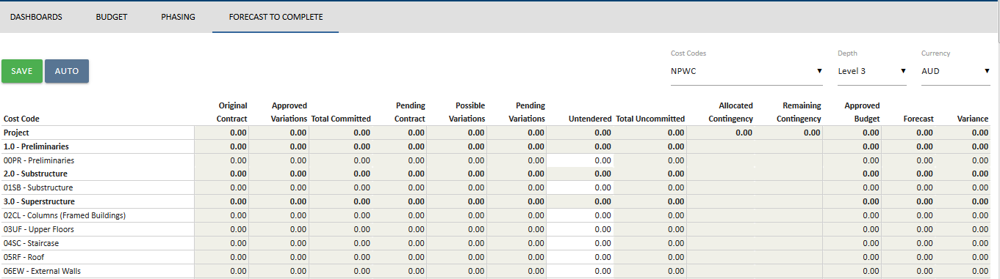 DASHBOARDS BUDGET PHASING FORECAST TO COMPLETE
Cost Codes Depth Currency
SAVE AUTO NPWC Level 3 AUD
Original Approved Pending Possible Pending Allocated Remaining Approved
Cost Code Contract Variations Total Committed Contract Variations Variations Untendered Total Uncommitted Contingency Contingency Budget Forecast Variance
Project 0.00 0.00 0.00 0.00 0.00 0.00 0.00 0.00 0.00 0.00 0.00 0.00 0.00
1.0 - Preliminaries 0.00 0.00 0.00 0.00 0.00 0.00 0.00 0.00 0.00 0.00 0.00
00PR - Preliminaries 0.00 0.00 0.00 0.00 0.00 0.00 0.00 0.00 0.00 0.00 0.00
2.0 - Substructure 0.00 0.00 0.00 0.00 0.00 0.00 0.00 0.00 0.00 0.00 0.00
01SB - Substructure 0.00 0.00 0.00 0.00 0.00 0.00 0.00 0.00 0.00 0.00 0.00
3.0 - Superstructure 0.00 0.00 0.00 0.00 0.00 0.00 0.00 0.00 0.00 0.00 0.00
02CL - Columns (Framed Buildings) 0.00 0.00 0.00 0.00 0.00 0.00 0.00 0.00 0.00 0.00 0.00
03UF - Upper Floors 0.00 0.00 0.00 0.00 0.00 0.00 0.00 0.00 0.00 0.00 0.00
04SC - Staircase 0.00 0.00 0.00 0.00 0.00 0.00 0.00 0.00 0.00 0.00 0.00
05RF - Roof 0.00 0.00 0.00 0.00 0.00 0.00 0.00 0.00 0.00 0.00 0.00
06EW - External Walls 0.00 0.00 0.00 0.00 0.00 0.00 0.00 0.00 0.00 0.00 0.00